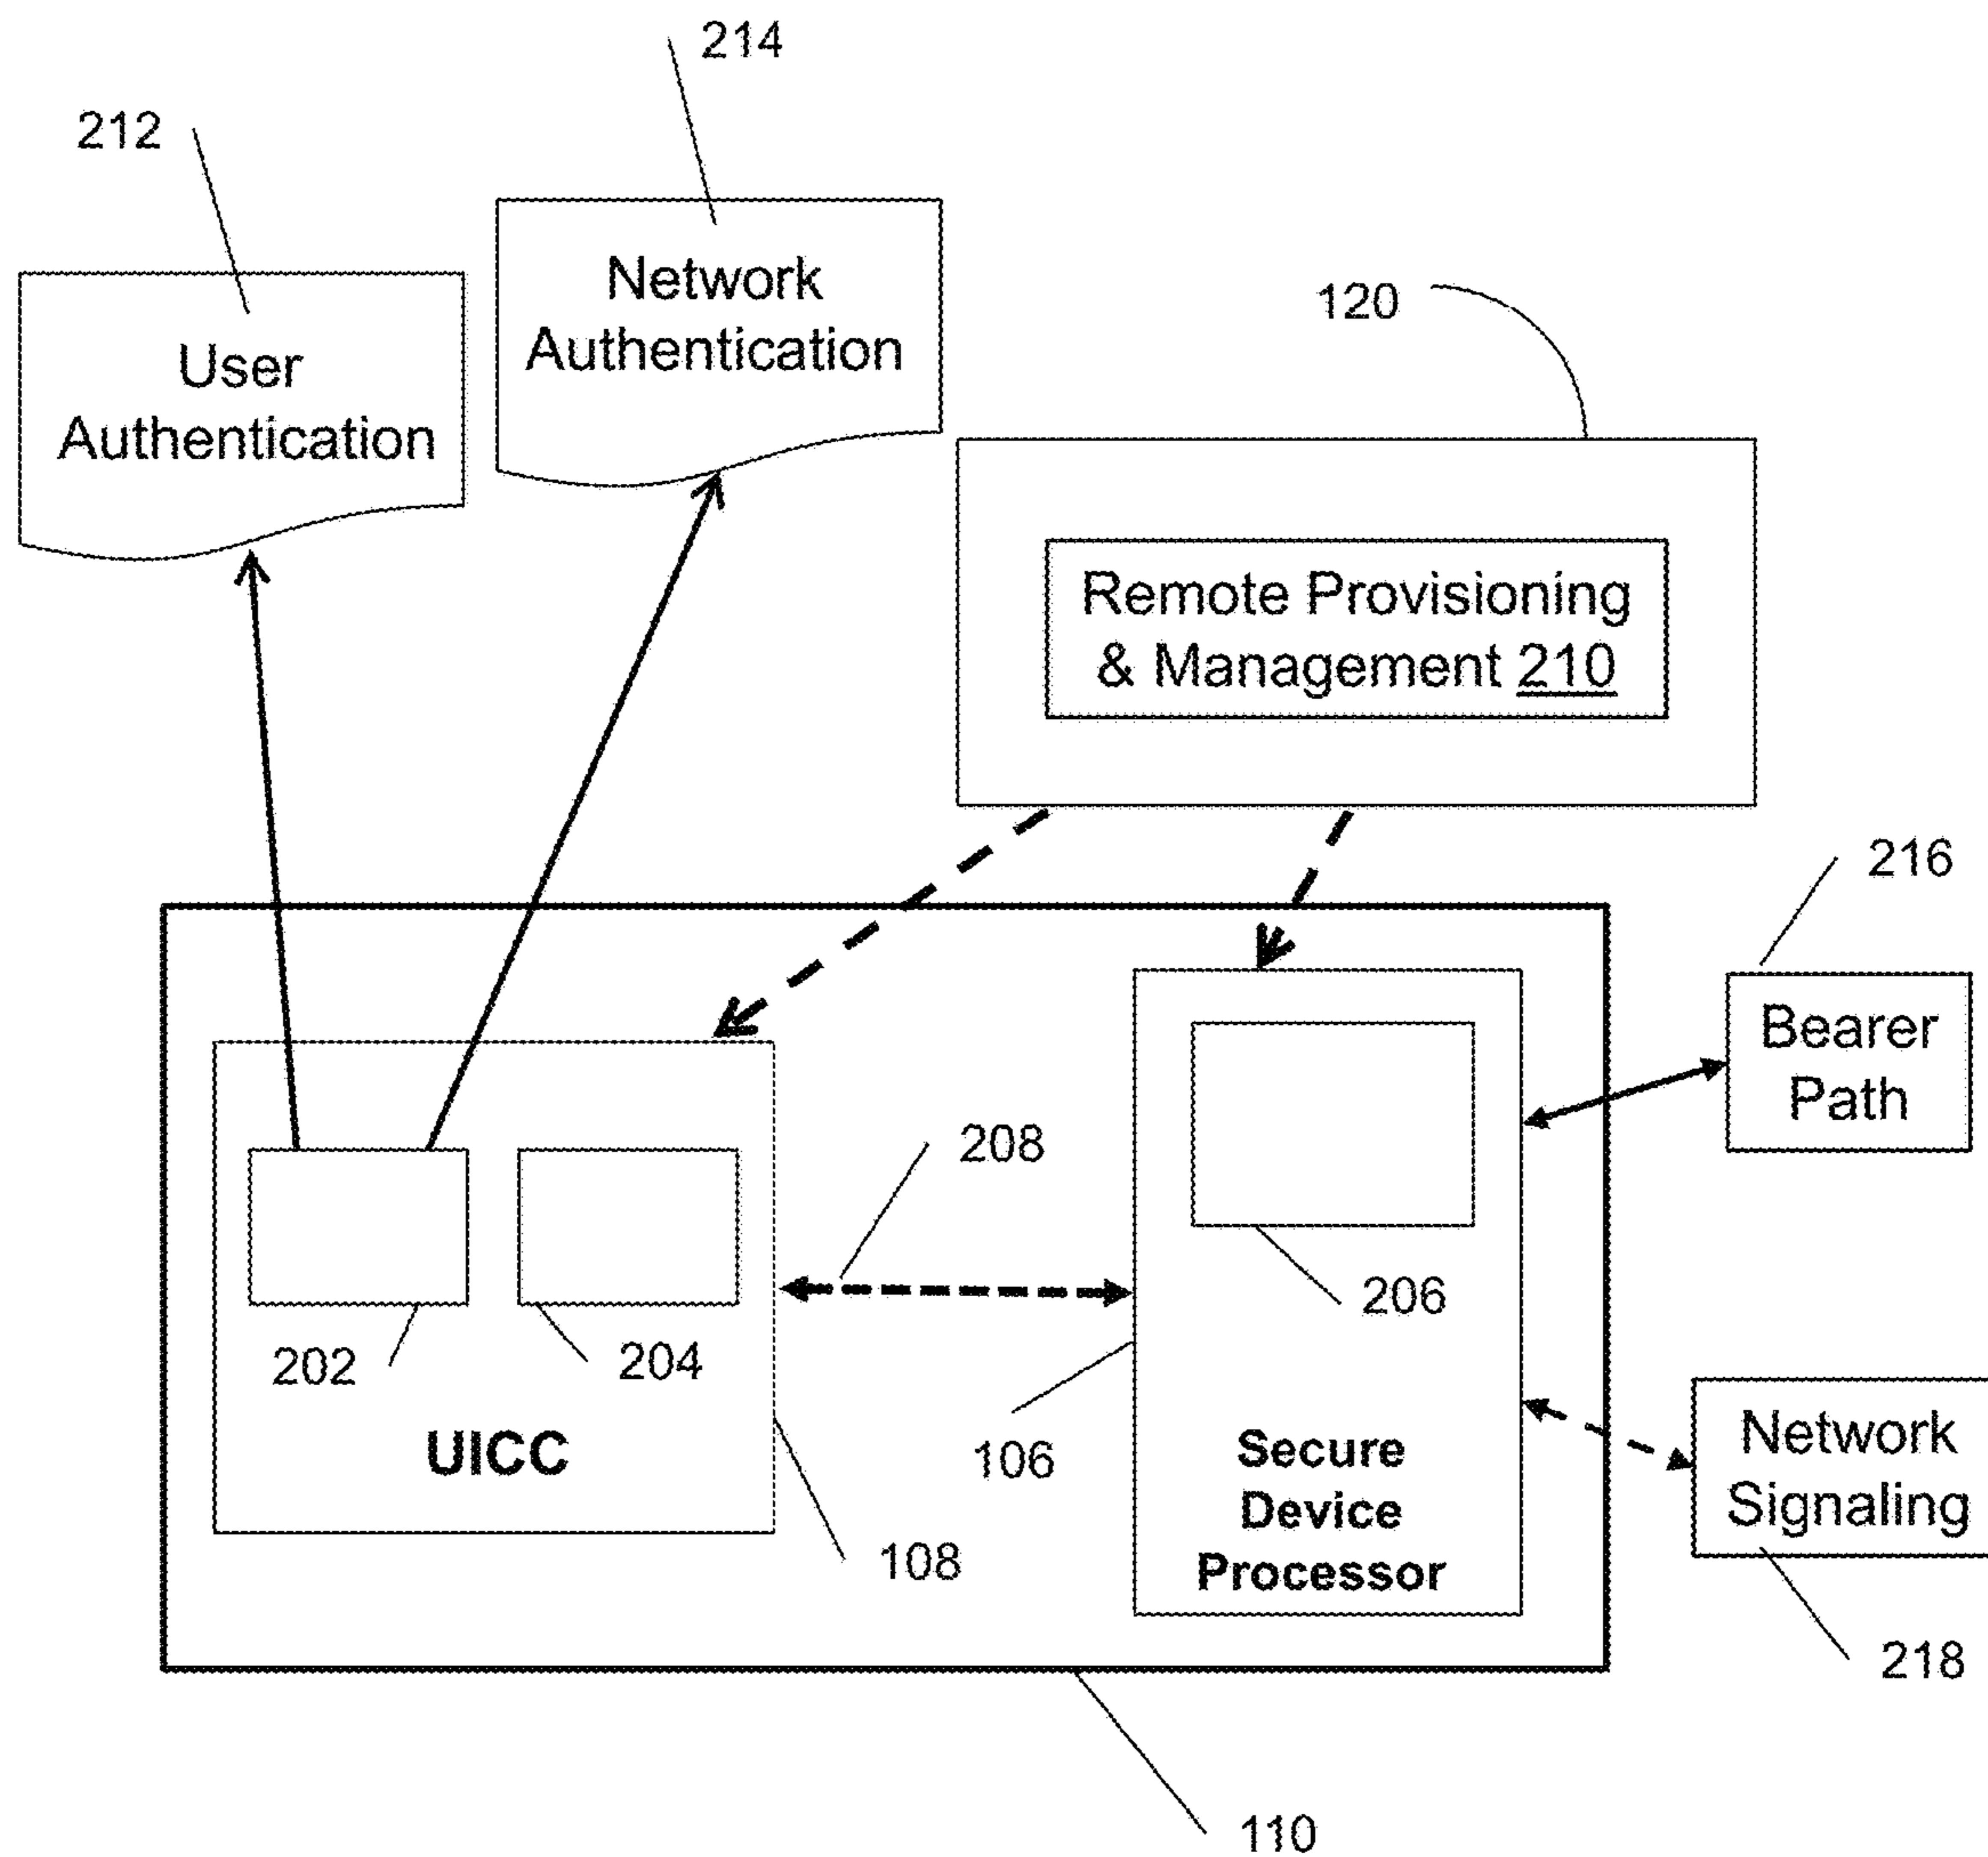 214
212
Network
Authentication
120
User
Authentication
Remote Provisioning
& Management 210
216
Bearer
Path
208
206
202
204
106
UICC
Secure
Device
Processor
Network
Signaling
108
218
110